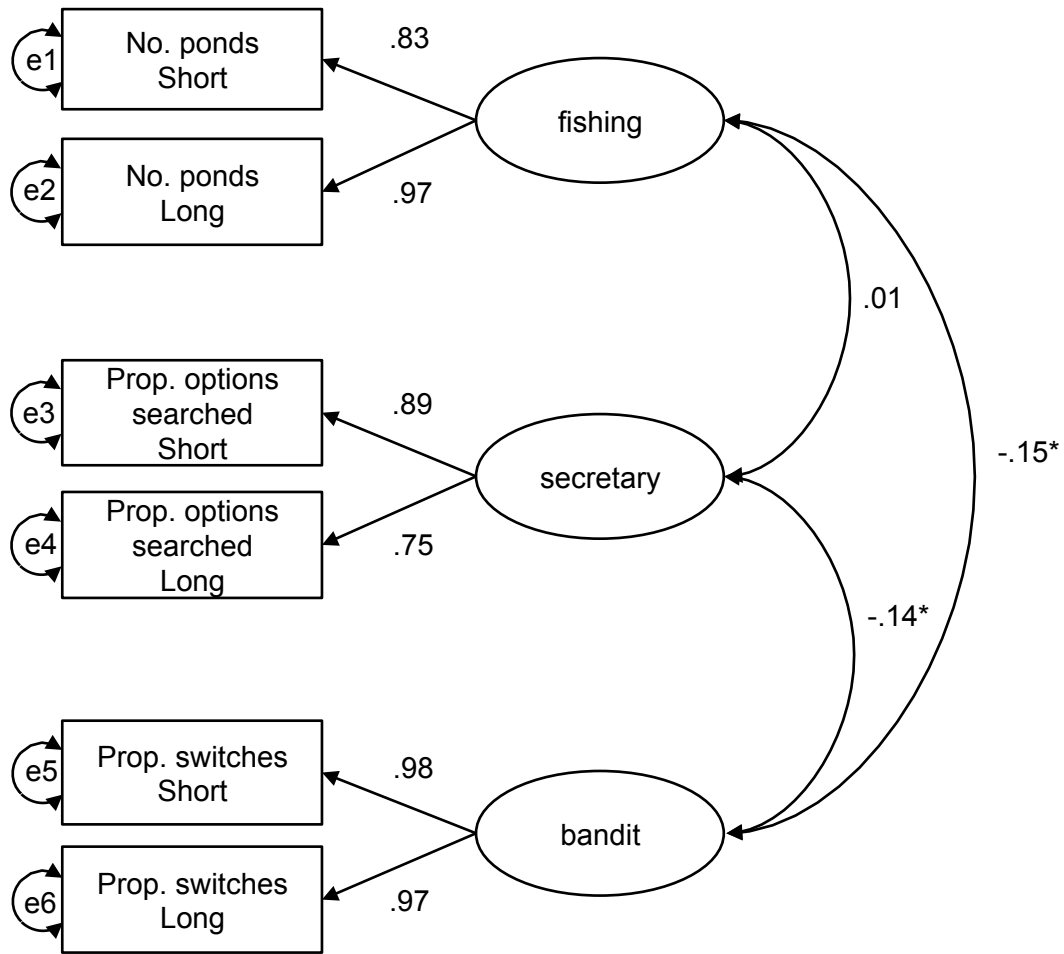 e1
No. ponds
Short
.83
fishing
e2
No. ponds
Long
.97
.01
e3
Prop. options
searched
Short
.89
secretary
-.15*
e4
Prop. options
searched
Long
.75
-.14*
e5
Prop. switches
Short
.98
bandit
e6
Prop. switches
Long
.97